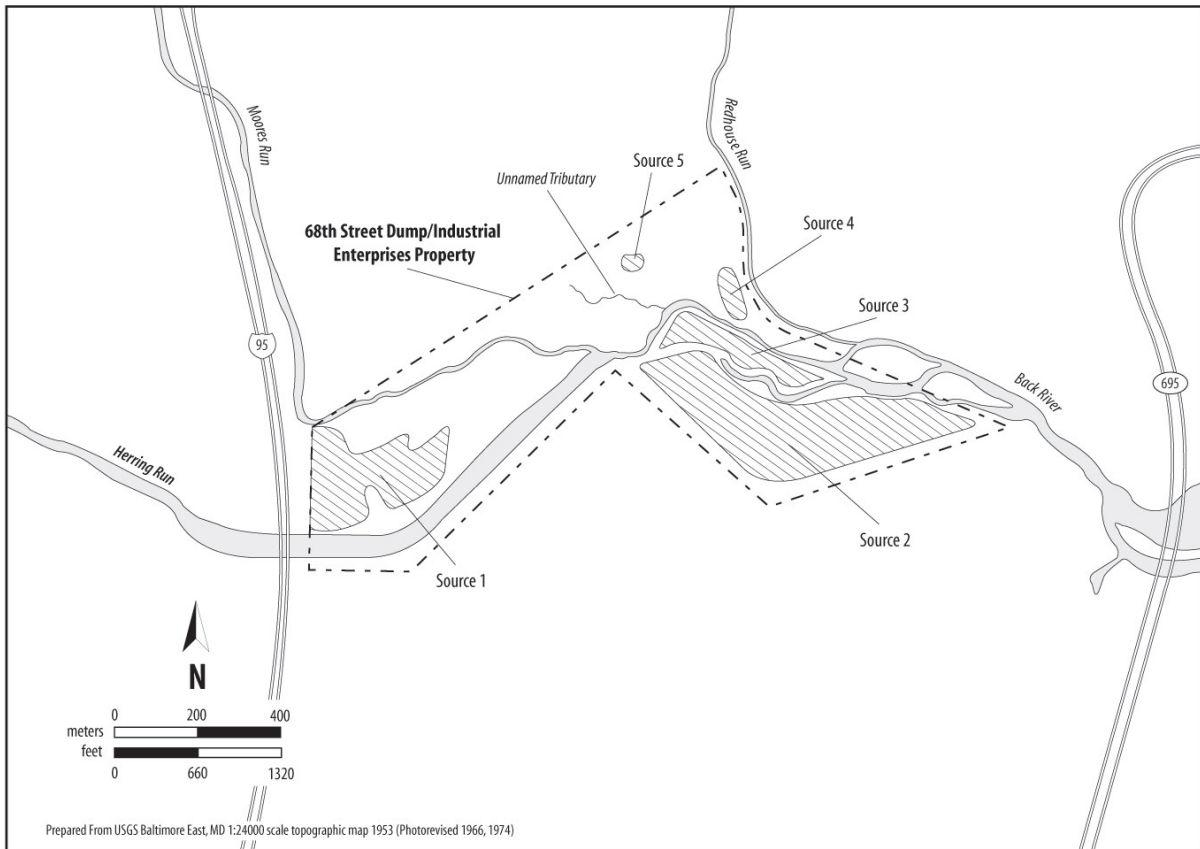 Moores Run
Redhouse Run
Source 5
Unnamed Tributary
68th Street Dump/Industrial
Enterprises Property
Source 4
Source 3
95
695
Back River
Herring Run
Source 2
Source 1
N
0 200 400
meters
feet
0 660 1320
Prepared From USGS Baltimore East, MD 1:24000 scale topographic map 1953 (Photorevised 1966, 1974)